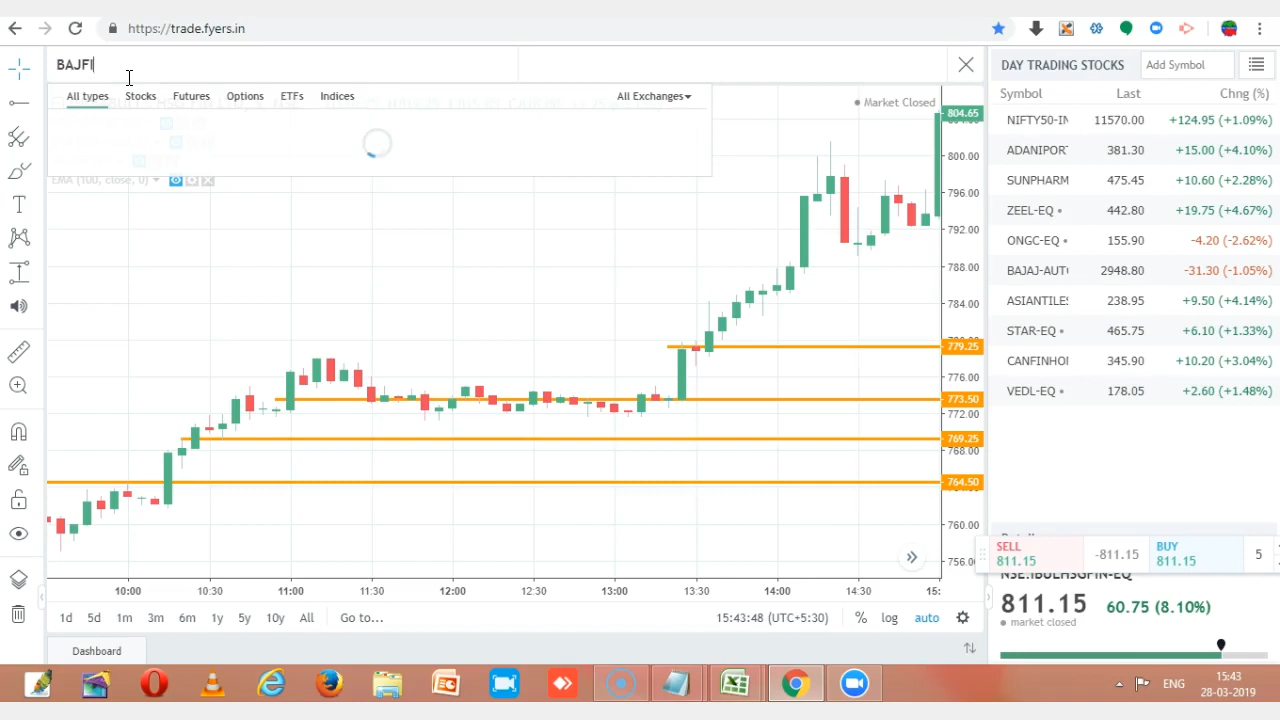 https://trade.fyers.in
BAJFI
DAY TRADING STOCKS
Add Symbol
All types Stocks Futures Options ETFs Indices All Exchanges
Symbol Last Chng (%)
Market Closed
804.65
NIFTY50-IN 11570.00 +124.95 (+1.09%)
ADANIPOR 381.30 +15.00 (+4.10%)
SUNPHARM 475.45 +10.60 (+2.28%)
ZEEL-EQ 442.80 +19.75 (+4.67%)
ONGC-EQ 155.90 -4.20 (-2.62%)
BAJAJ-AUT 2948.80 -31.30 (-1.05%)
ASIANTILE 238.95 +9.50 (+4.14%)
STAR-EQ 465.75 +6.10 (+1.33%)
CANFINHO 345.90 +10.20 (+3.04%)
VEDL-EQ 178.05 +2.60 (+1.48%)
EMA (100, close, 0)
800.00
796.00
792.00
788.00
784.00
779.25
776.00
773.50
772.00
769.25
768.00
764.50
760.00
756.00
SELL 811.15
-811.15
BUY 811.15
5
NSE:IBULHSGFIN-EQ
811.15 60.75 (8.10%)
market closed
10:00 10:30 11:00 11:30 12:00 12:30 13:00 13:30 14:00 14:30 15:
1d 5d 1m 3m 6m 1y 5y 10y All Go to... 15:43:48 (UTC+5:30) % log auto
Dashboard
ENG
15:43
28-03-2019